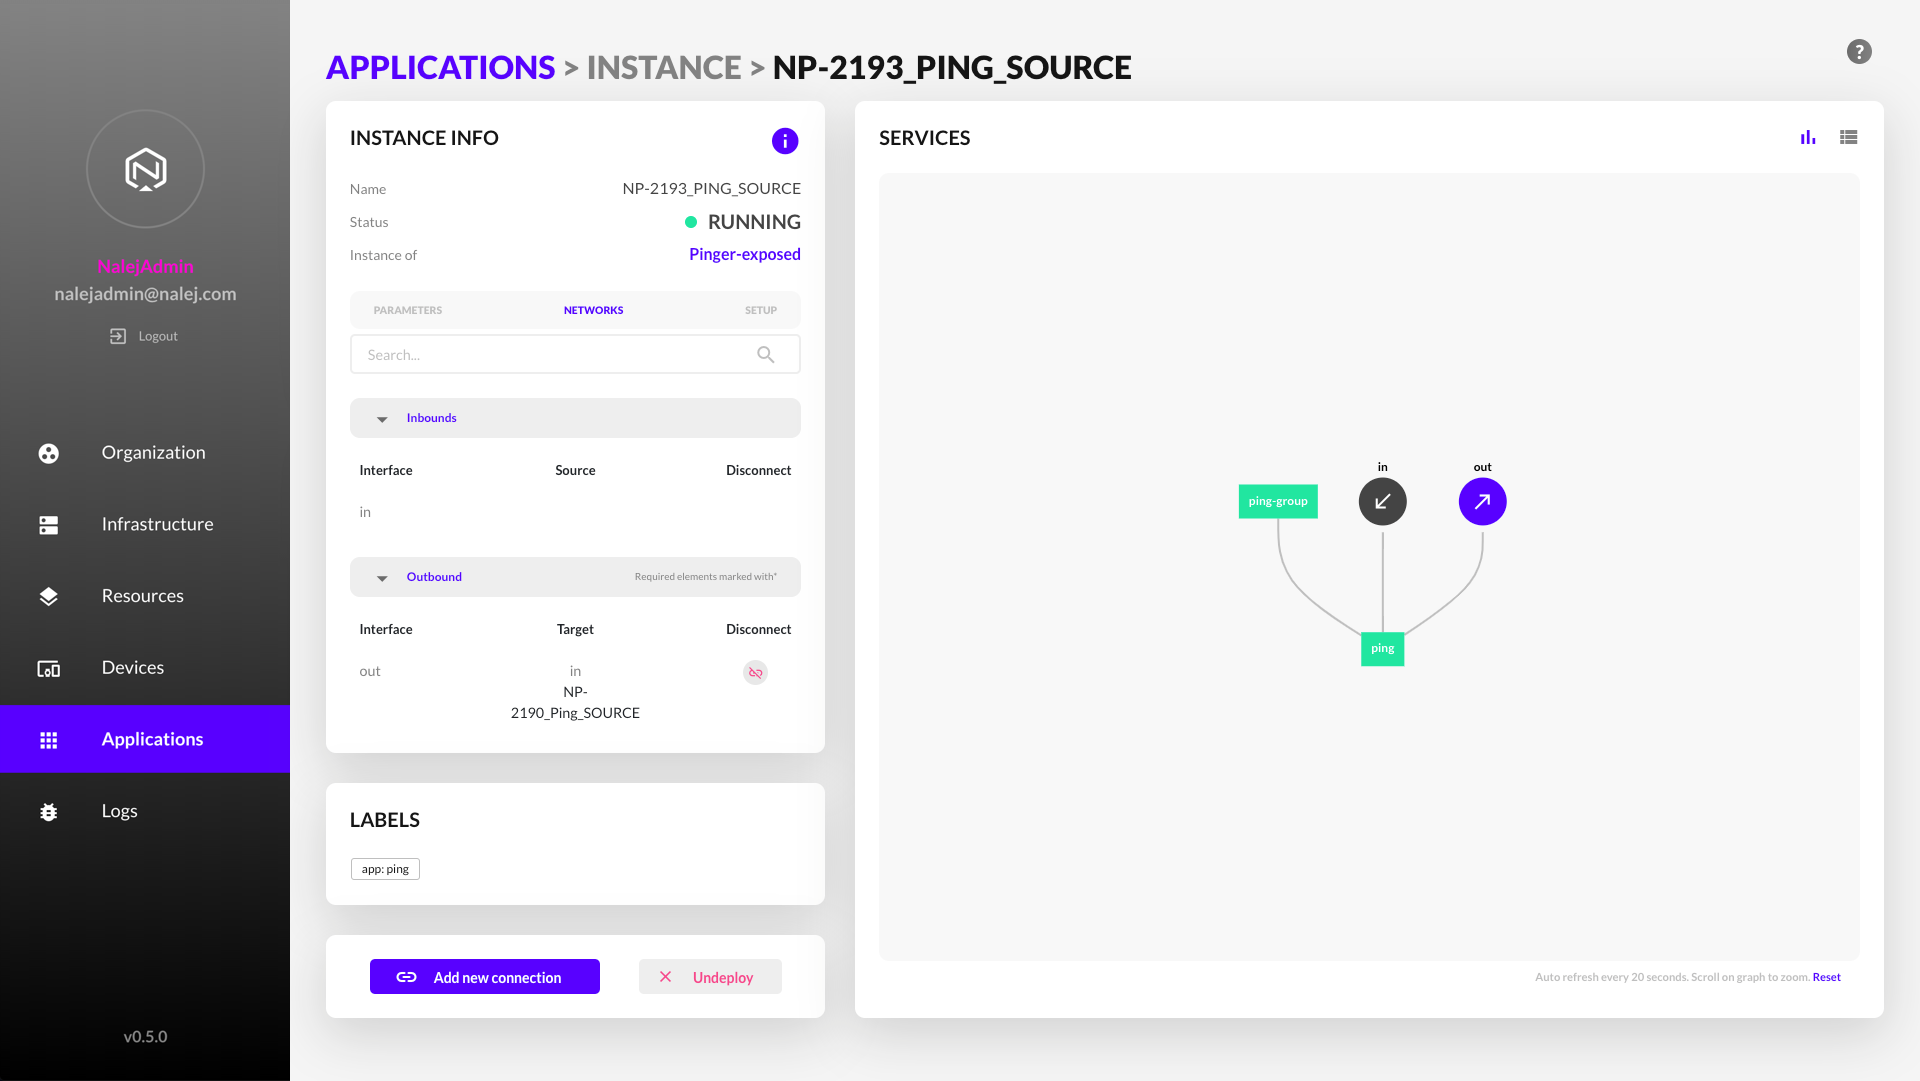 NalejAdmin
nalejadmin@nalej.com
Logout
Organization
Infrastructure
Resources
Devices
Applications
Logs
v0.5.0
APPLICATIONS > INSTANCE > NP-2193_PING_SOURCE
?
INSTANCE INFO
i
Name NP-2193_PING_SOURCE
Status RUNNING
Instance of Pinger-exposed
PARAMETERS NETWORKS SETUP
Search...
Inbounds
Interface Source Disconnect
in
Outbound Required elements marked with*
Interface Target Disconnect
out in
NP-
2190_Ping_SOURCE
LABELS
app: ping
Add new connection Undeploy
SERVICES
in out
ping-group
ping
Auto refresh every 20 seconds. Scroll on graph to zoom. Reset